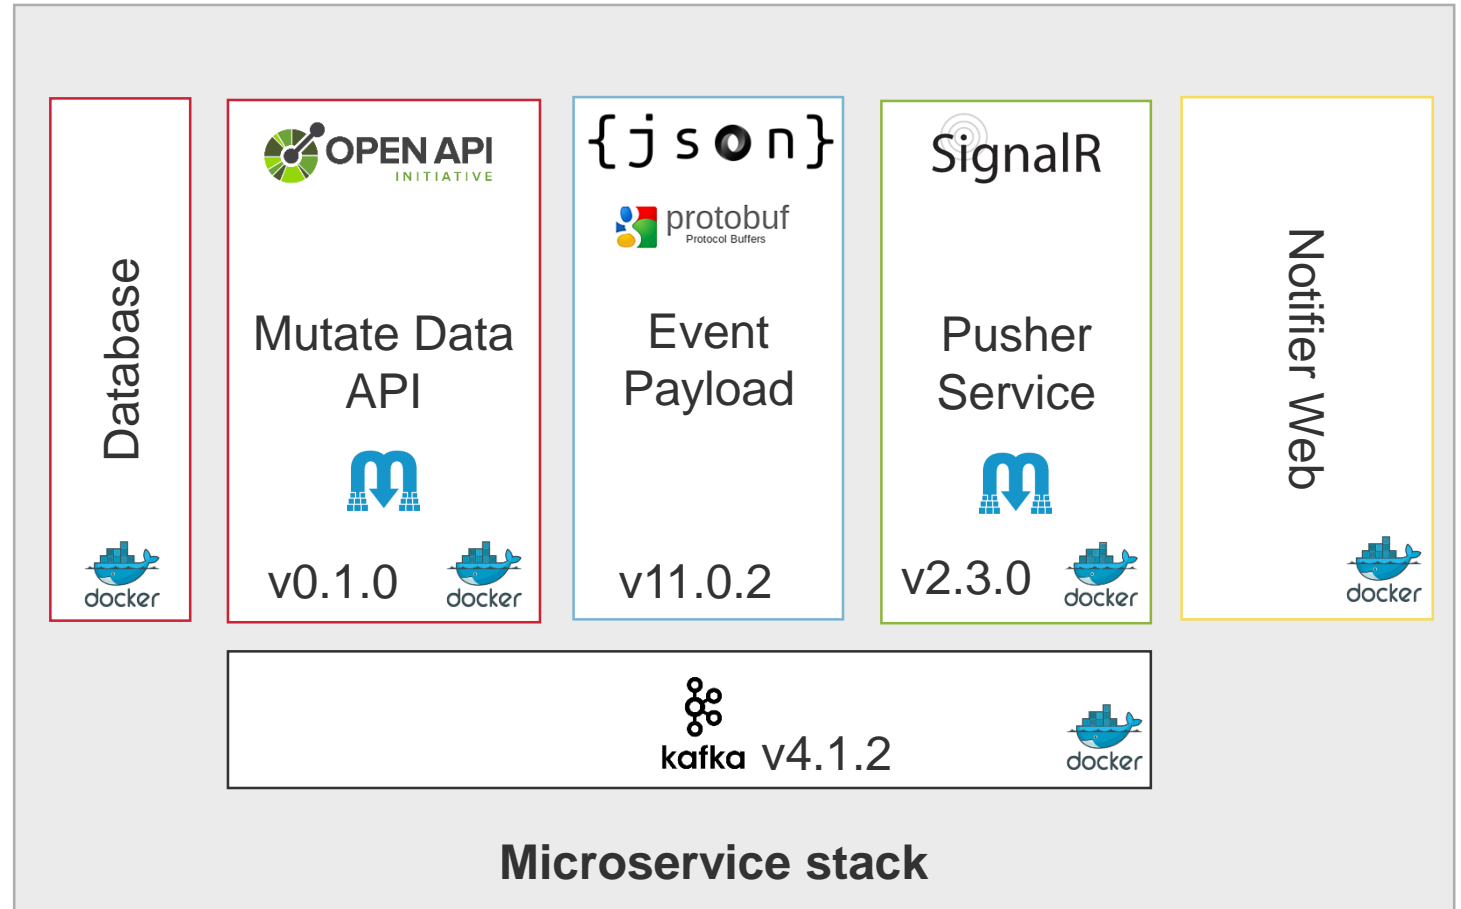 Database
docker
OPEN API
INITIATIVE
Mutate Data
API
v0.1.0
docker
{json}
protobuf
Protocol Buffers
Event
Payload
v11.0.2
SignalR
Pusher
Service
v2.3.0
docker
Notifier Web
docker
kafka v4.1.2
docker
Microservice stack